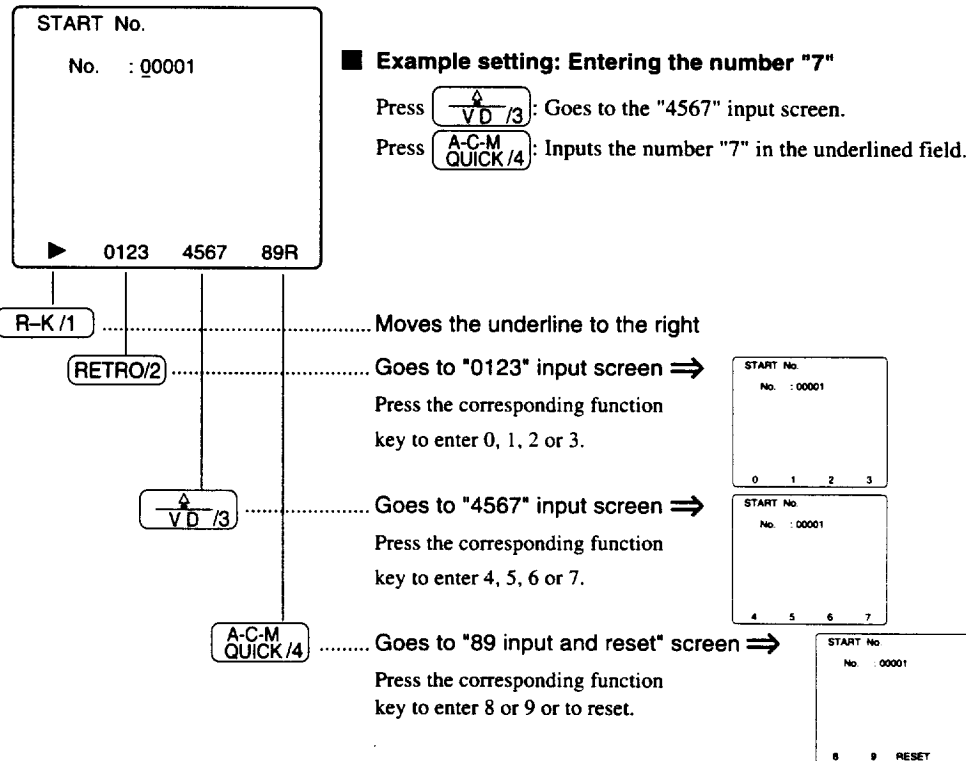 START No.
No. : 00001
▶ 0123 4567 89R
■ Example setting: Entering the number "7"
Press VD/3: Goes to the "4567" input screen.
Press A-C-M QUICK/4: Inputs the number "7" in the underlined field.
R–K/1 ........ Moves the underline to the right
RETRO/2 ........ Goes to "0123" input screen ⇒
Press the corresponding function
key to enter 0, 1, 2 or 3.
START No.
No. : 00001
0 1 2 3
VD/3 ........ Goes to "4567" input screen ⇒
Press the corresponding function
key to enter 4, 5, 6 or 7.
START No.
No. : 00001
4 5 6 7
A-C-M
QUICK/4 ........ Goes to "89 input and reset" screen ⇒
Press the corresponding function
key to enter 8 or 9 or to reset.
START No.
No. : 00001
8 9 RESET